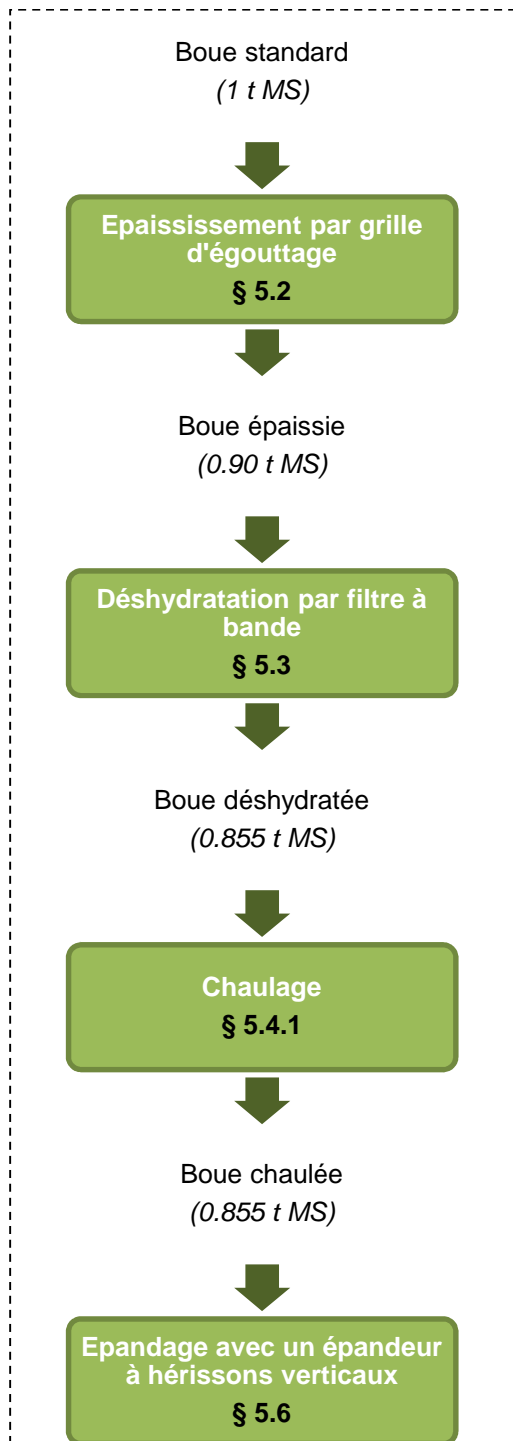 Boue standard
(1 t MS)
Epaississement par grille
d'égouttage
§ 5.2
Boue épaissie
(0.90 t MS)
Déshydratation par filtre à
bande
§ 5.3
Boue déshydratée
(0.855 t MS)
Chaulage
§ 5.4.1
Boue chaulée
(0.855 t MS)
Epandage avec un épandeur
à hérissons verticaux
§ 5.6